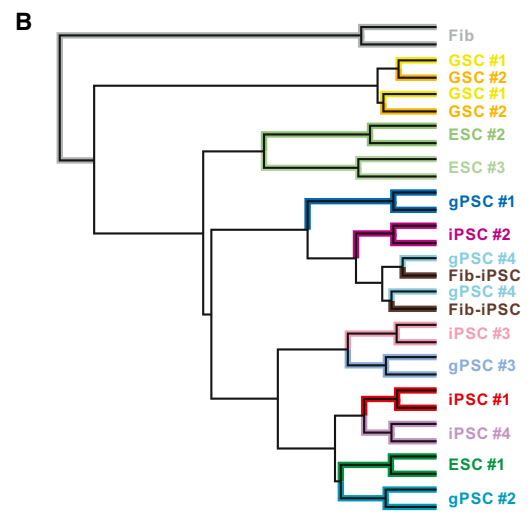 B
Fib
GSC #1
GSC #2
GSC #1
GSC #2
ESC #2
ESC #3
gPSC #1
iPSC #2
gPSC #4
Fib-iPSC
gPSC #4
Fib-iPSC
iPSC #3
gPSC #3
iPSC #1
iPSC #4
ESC #1
gPSC #2